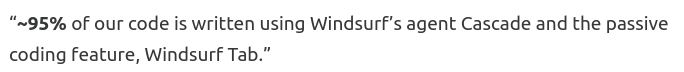 “~95% of our code is written using Windsurf’s agent Cascade and the passive
coding feature, Windsurf Tab.”